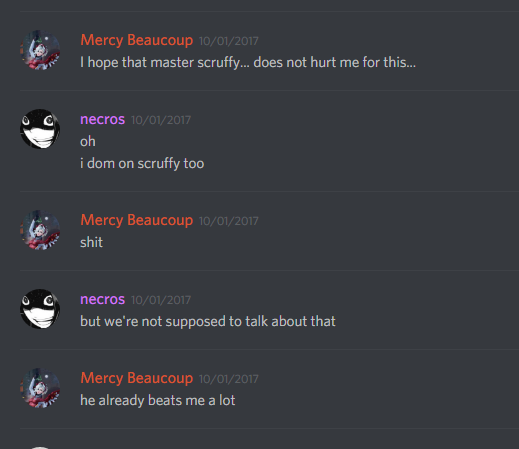 Mercy Beaucoup 10/01/2017
I hope that master scruffy... does not hurt me for this...
necros 10/01/2017
oh
i dom on scruffy too
Mercy Beaucoup 10/01/2017
shit
necros 10/01/2017
but we're not supposed to talk about that
Mercy Beaucoup 10/01/2017
he already beats me a lot